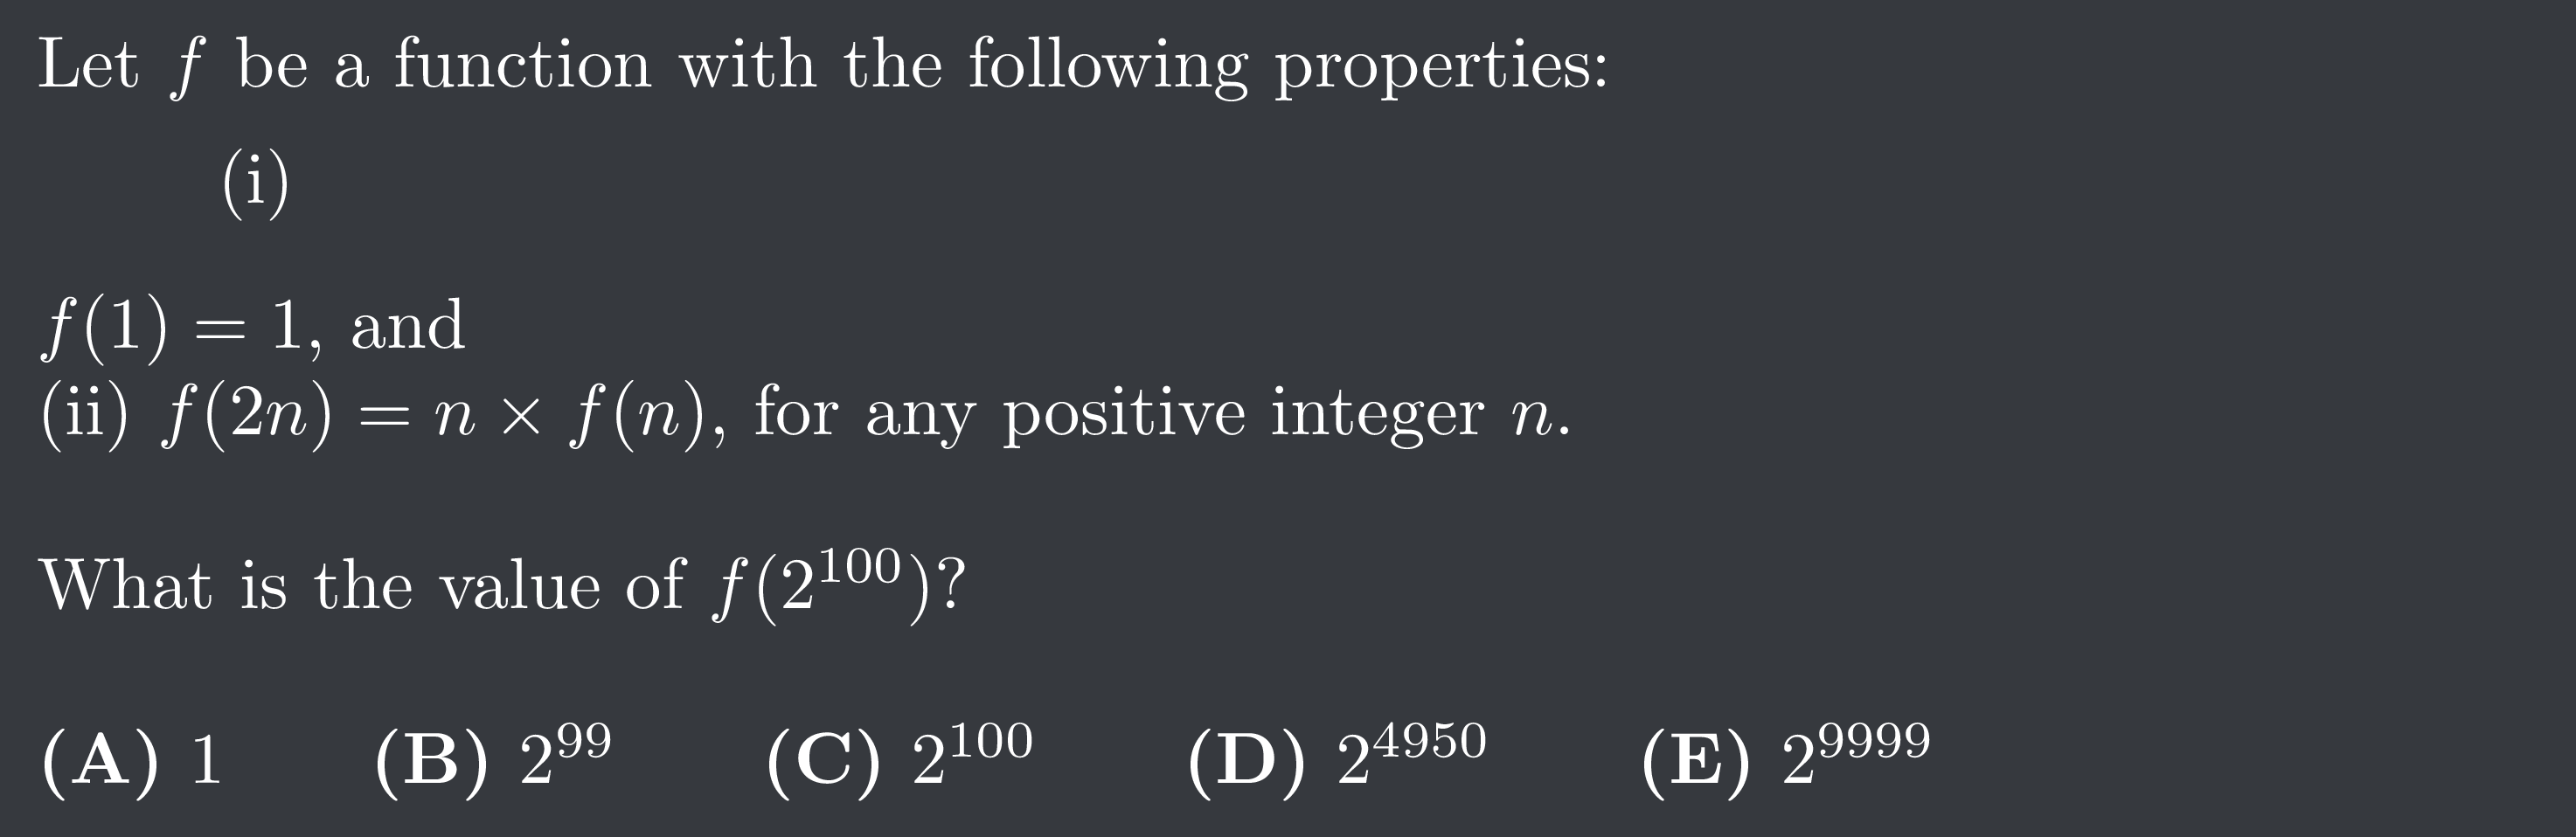 Let f be a function with the following properties:
(i)
f(1) = 1, and
(ii) f(2n) = n × f(n), for any positive integer n.
What is the value of f(2^100)?
(A) 1 (B) 2^99 (C) 2^100 (D) 2^4950 (E) 2^9999